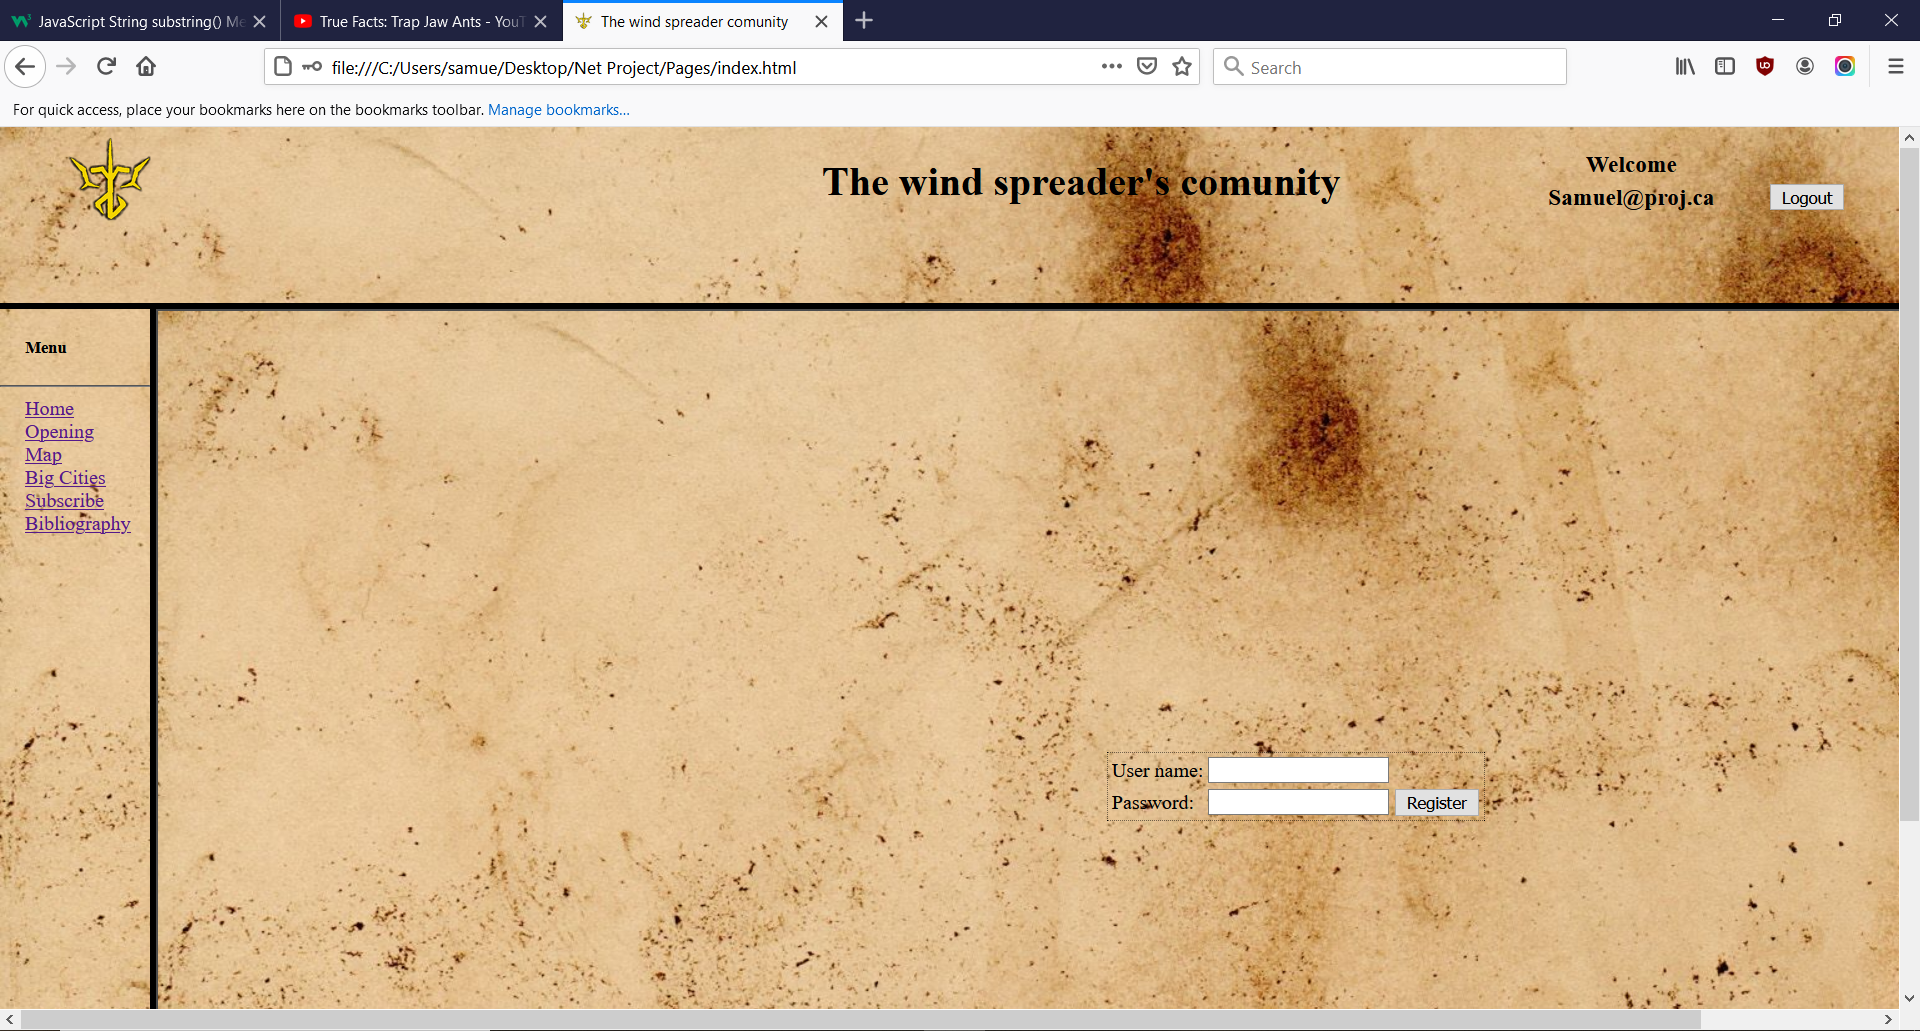 JavaScript String substring() Me
True Facts: Trap Jaw Ants - YouT
The wind spreader comunity
file:///C:/Users/samue/Desktop/Net Project/Pages/index.html
Search
For quick access, place your bookmarks here on the bookmarks toolbar. Manage bookmarks...
The wind spreader's comunity
Welcome
Samuel@proj.ca
Logout
Menu
Home
Opening
Map
Big Cities
Subscribe
Bibliography
User name:
Password:
Register